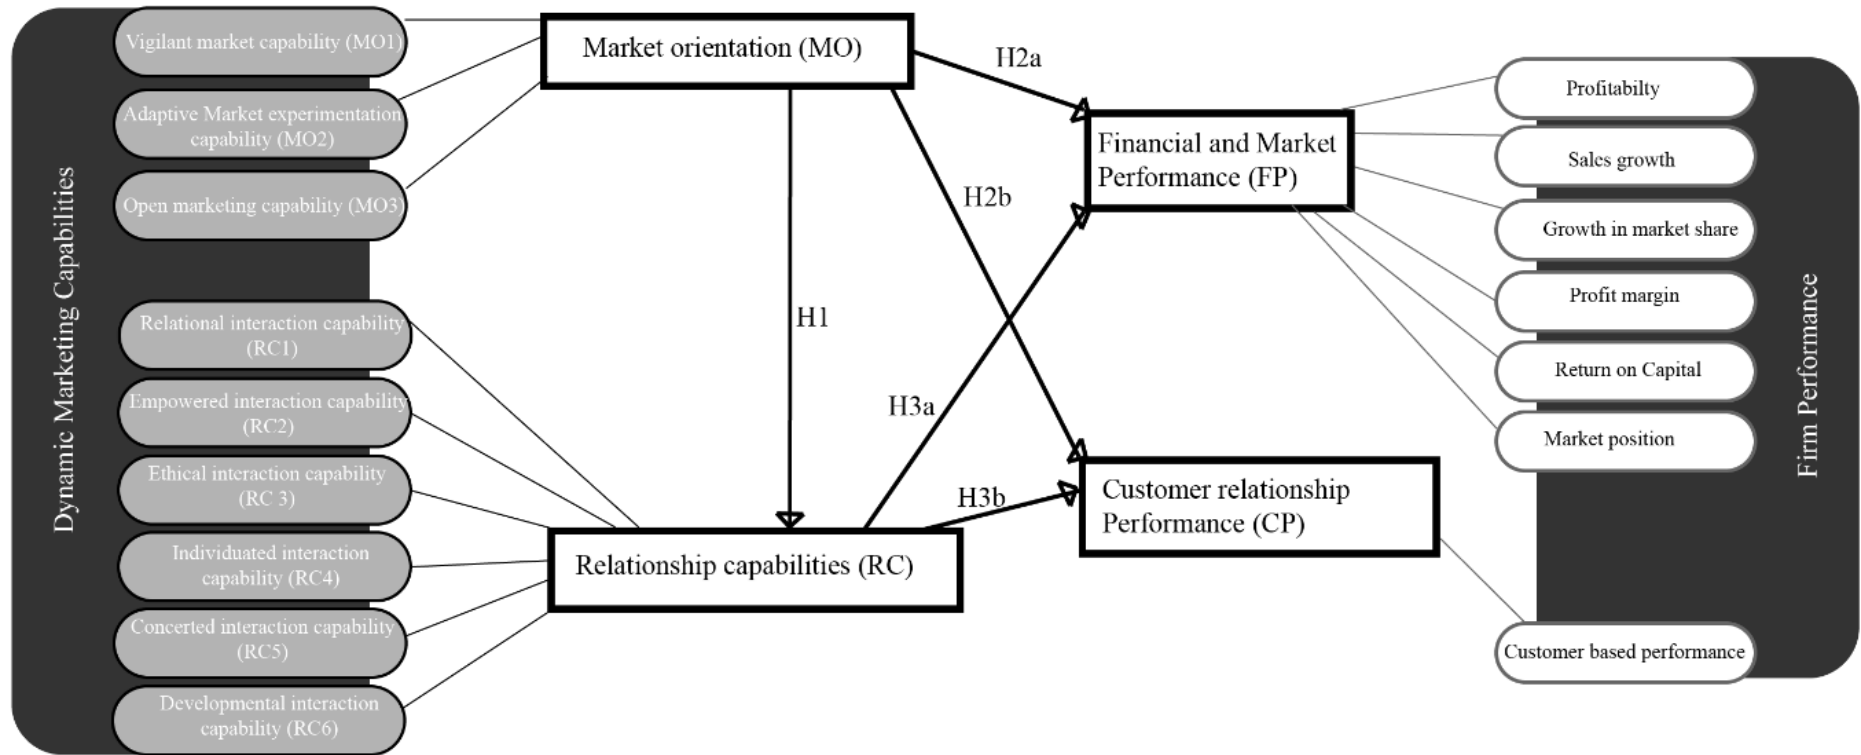 Dynamic Marketing Capabilities
Vigilant market capability (MO1)
Adaptive Market experimentation
capability (MO2)
Open marketing capability (MO3)
Relational interaction capability
(RC1)
Empowered interaction capability
(RC2)
Ethical interaction capability
(RC 3)
Individuated interaction
capability (RC4)
Concerted interaction capability
(RC5)
Developmental interaction
capability (RC6)
Market orientation (MO)
H2a
H2b
H1
H3a
H3b
Relationship capabilities (RC)
Financial and Market
Performance (FP)
Customer relationship
Performance (CP)
Profitabilty
Sales growth
Growth in market share
Profit margin
Return on Capital
Market position
Customer based performance
Firm Performance